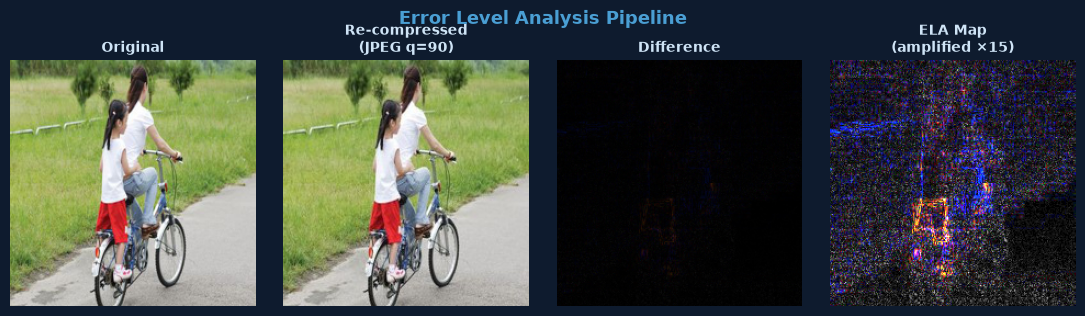 Error Level Analysis Pipeline
Original
Re-compressed
(JPEG q=90)
Difference
ELA Map
(amplified ×15)